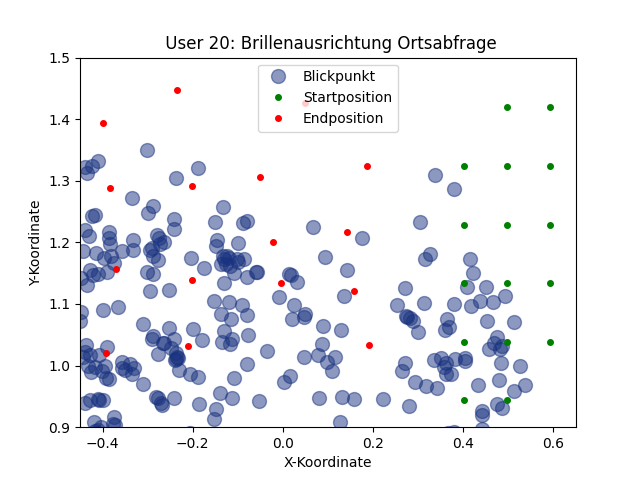 User 20: Brillenausrichtung Ortsabfrage
Blickpunkt
Startposition
Endposition
Y-Koordinate
1.5
1.4
1.3
1.2
1.1
1.0
0.9
−0.4 −0.2 0.0 0.2 0.4 0.6
X-Koordinate